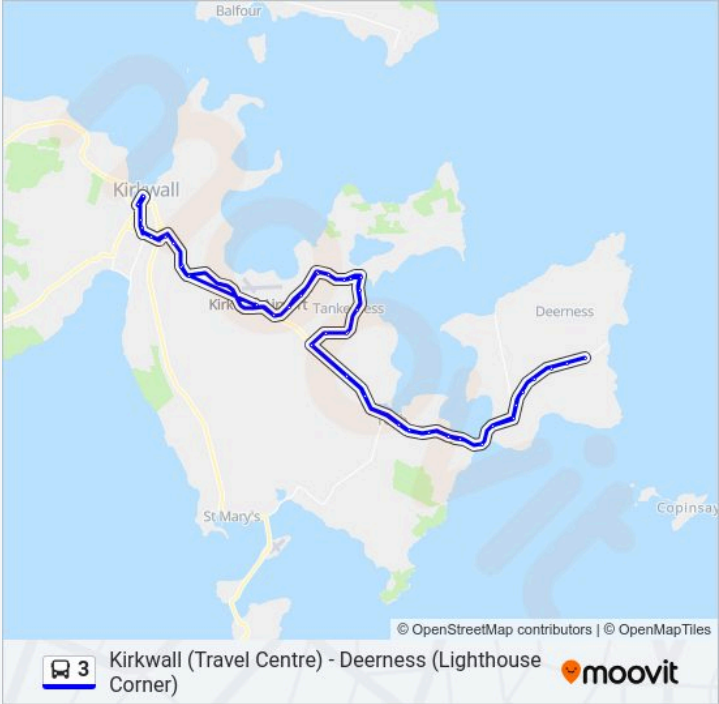 Balfour
Kirkwall
Deerness
St Mary's
Copinsay
© OpenStreetMap contributors | © OpenMapTiles
3
Kirkwall (Travel Centre) - Deerness (Lighthouse
Corner)
moovit